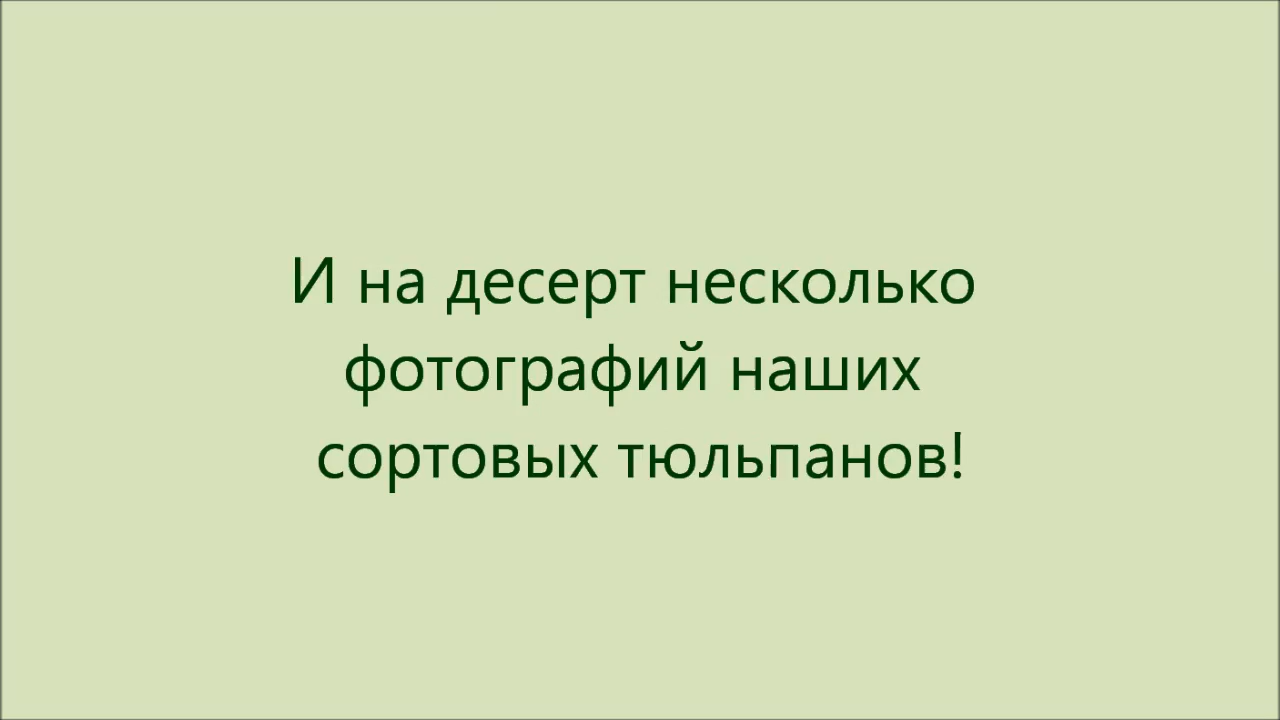 И на десерт несколько
фотографий наших
сортовых тюльпанов!